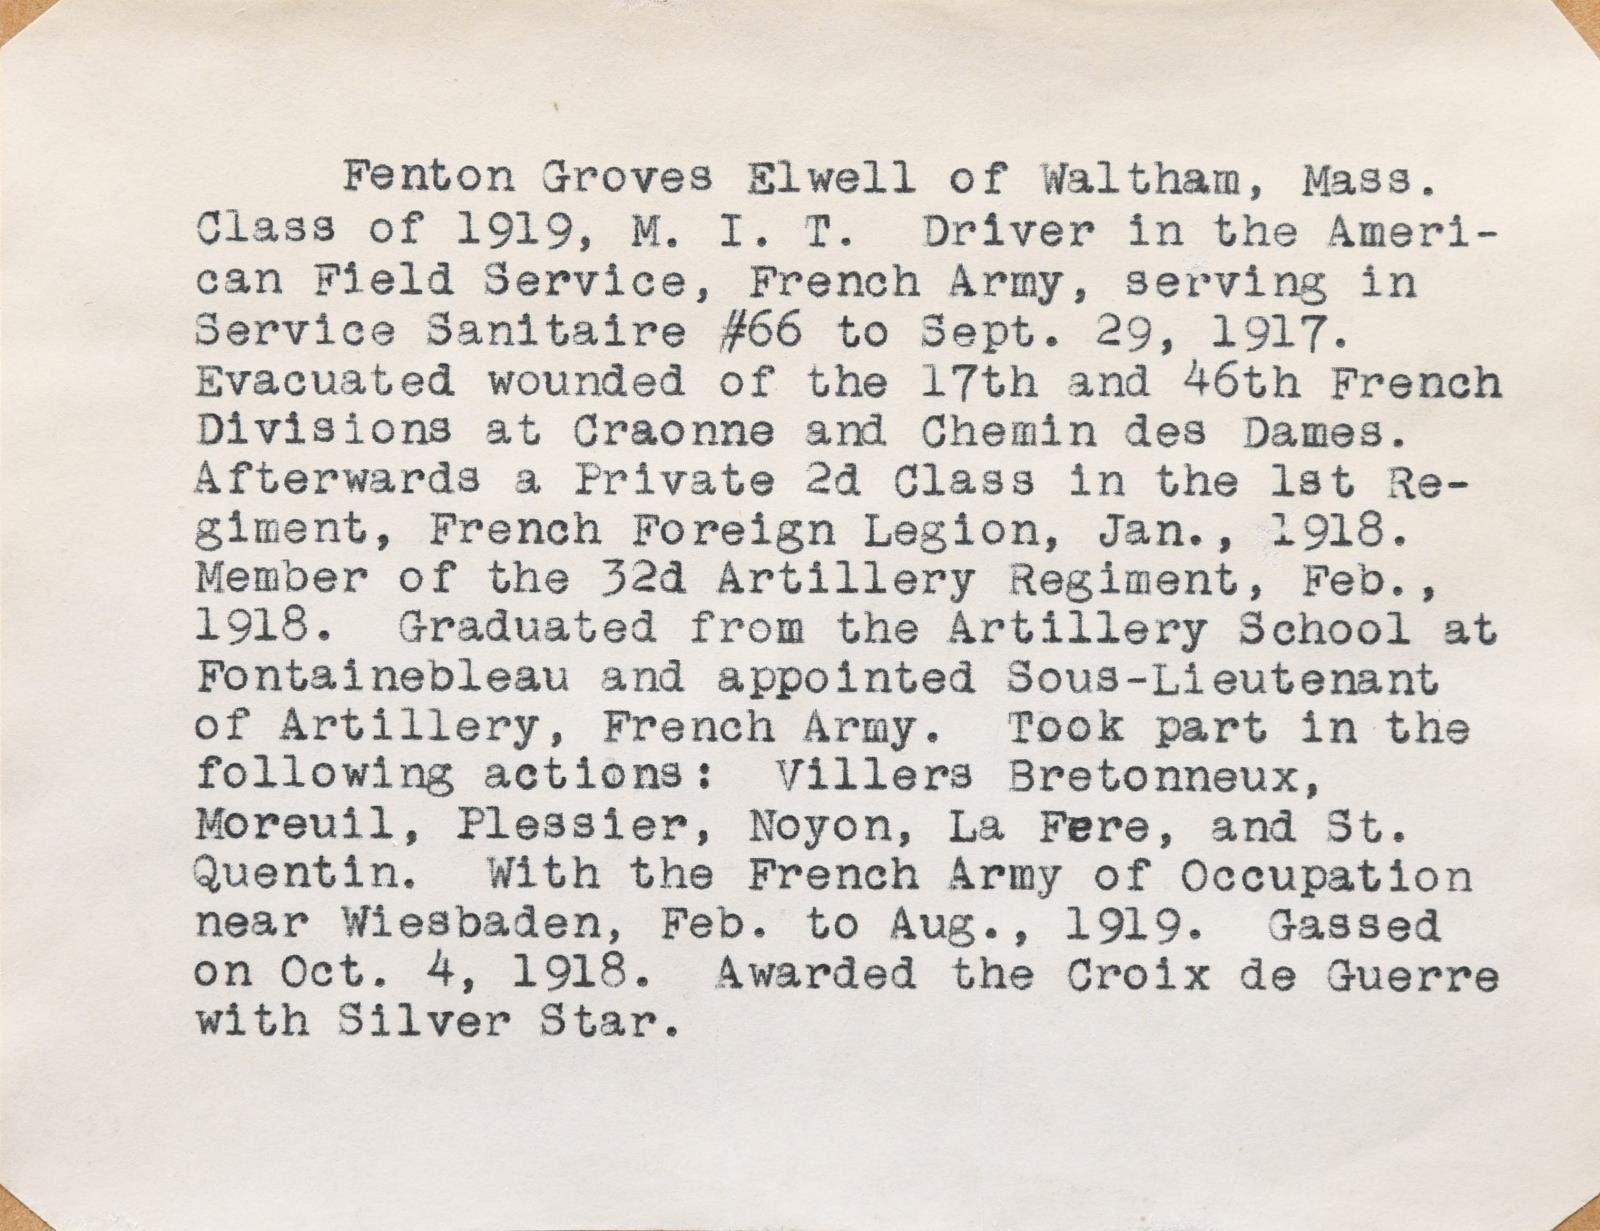 Fenton Groves Elwell of Waltham, Mass.
Class of 1919, M. I. T. Driver in the Ameri-
can Field Service, French Army, serving in
Service Sanitaire #66 to Sept. 29, 1917.
Evacuated wounded of the 17th and 46th French
Divisions at Craonne and Chemin des Dames.
Afterwards a Private 2d Class in the 1st Re-
giment, French Foreign Legion, Jan., 1918.
Member of the 32d Artillery Regiment, Feb.,
1918. Graduated from the Artillery School at
Fontainebleau and appointed Sous-Lieutenant
of Artillery, French Army. Took part in the
following actions: Villers Bretonneux,
Moreuil, Plessier, Noyon, La Fere, and St.
Quentin. With the French Army of Occupation
near Wiesbaden, Feb. to Aug., 1919. Gassed
on Oct. 4, 1918. Awarded the Croix de Guerre
with Silver Star.